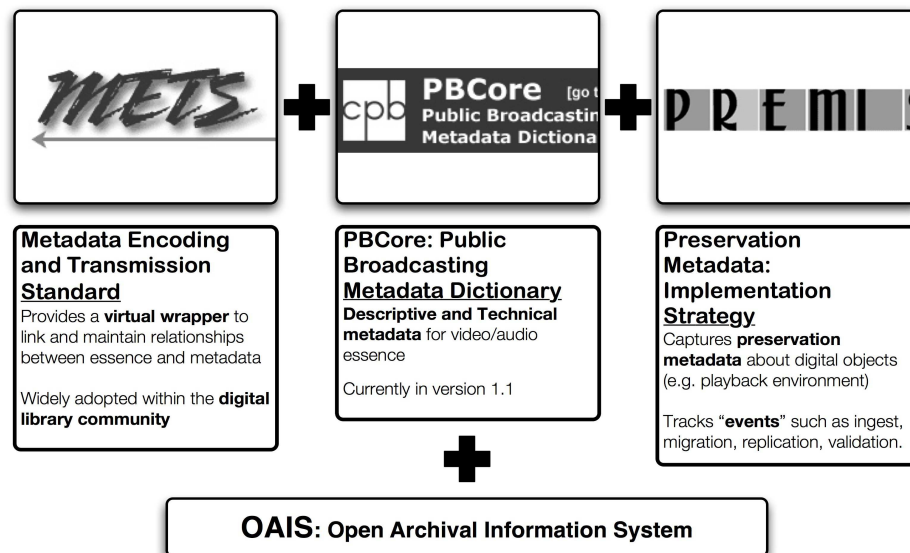 METS
cpb
PBCore [go t
Public Broadcastin
Metadata Dictiona
PREMIS
Metadata Encoding
and Transmission
Standard
Provides a virtual wrapper to
link and maintain relationships
between essence and metadata
Widely adopted within the digital
library community
PBCore: Public
Broadcasting
Metadata Dictionary
Descriptive and Technical
metadata for video/audio
essence
Currently in version 1.1
Preservation
Metadata:
Implementation
Strategy
Captures preservation
metadata about digital objects
(e.g. playback environment)
Tracks “events” such as ingest,
migration, replication, validation.
OAIS: Open Archival Information System